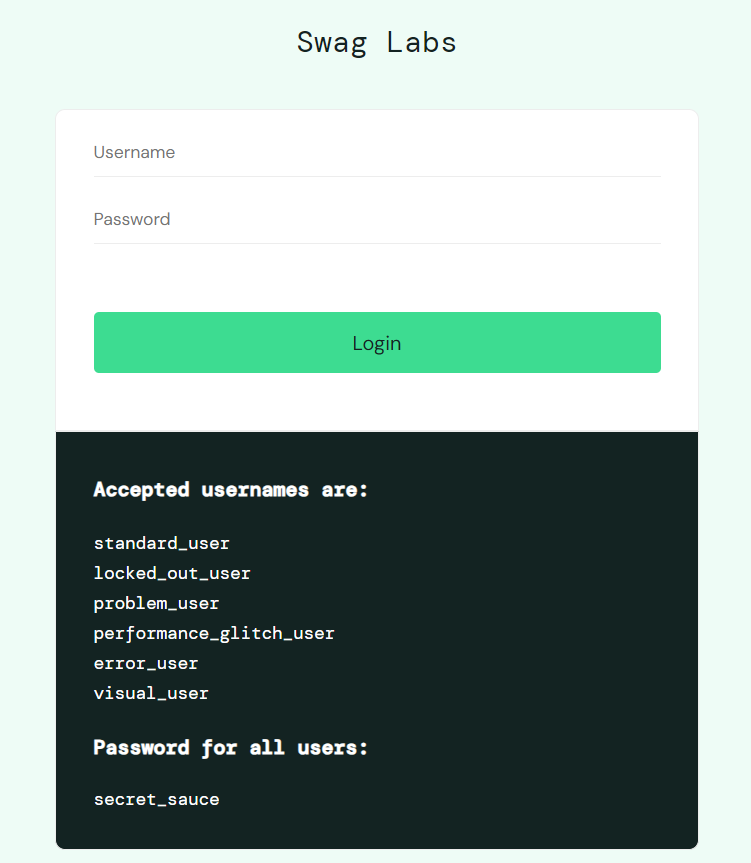 Swag Labs
Username
Password
Login
Accepted usernames are:
standard_user
locked_out_user
problem_user
performance_glitch_user
error_user
visual_user
Password for all users:
secret_sauce